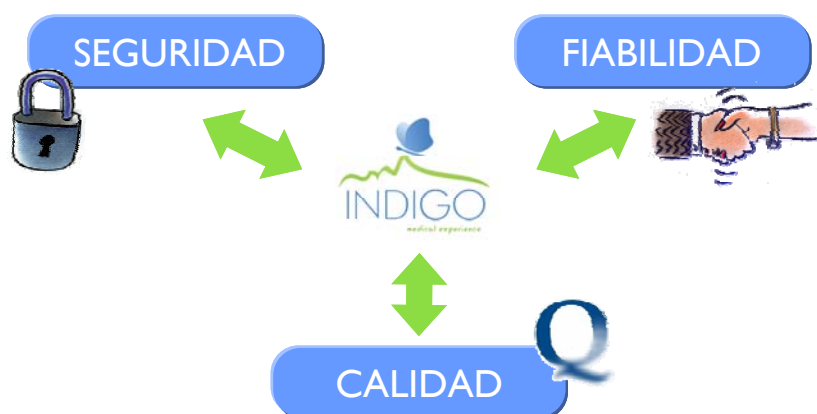 SEGURIDAD
FIABILIDAD
INDIGO
medical experience
Q
CALIDAD